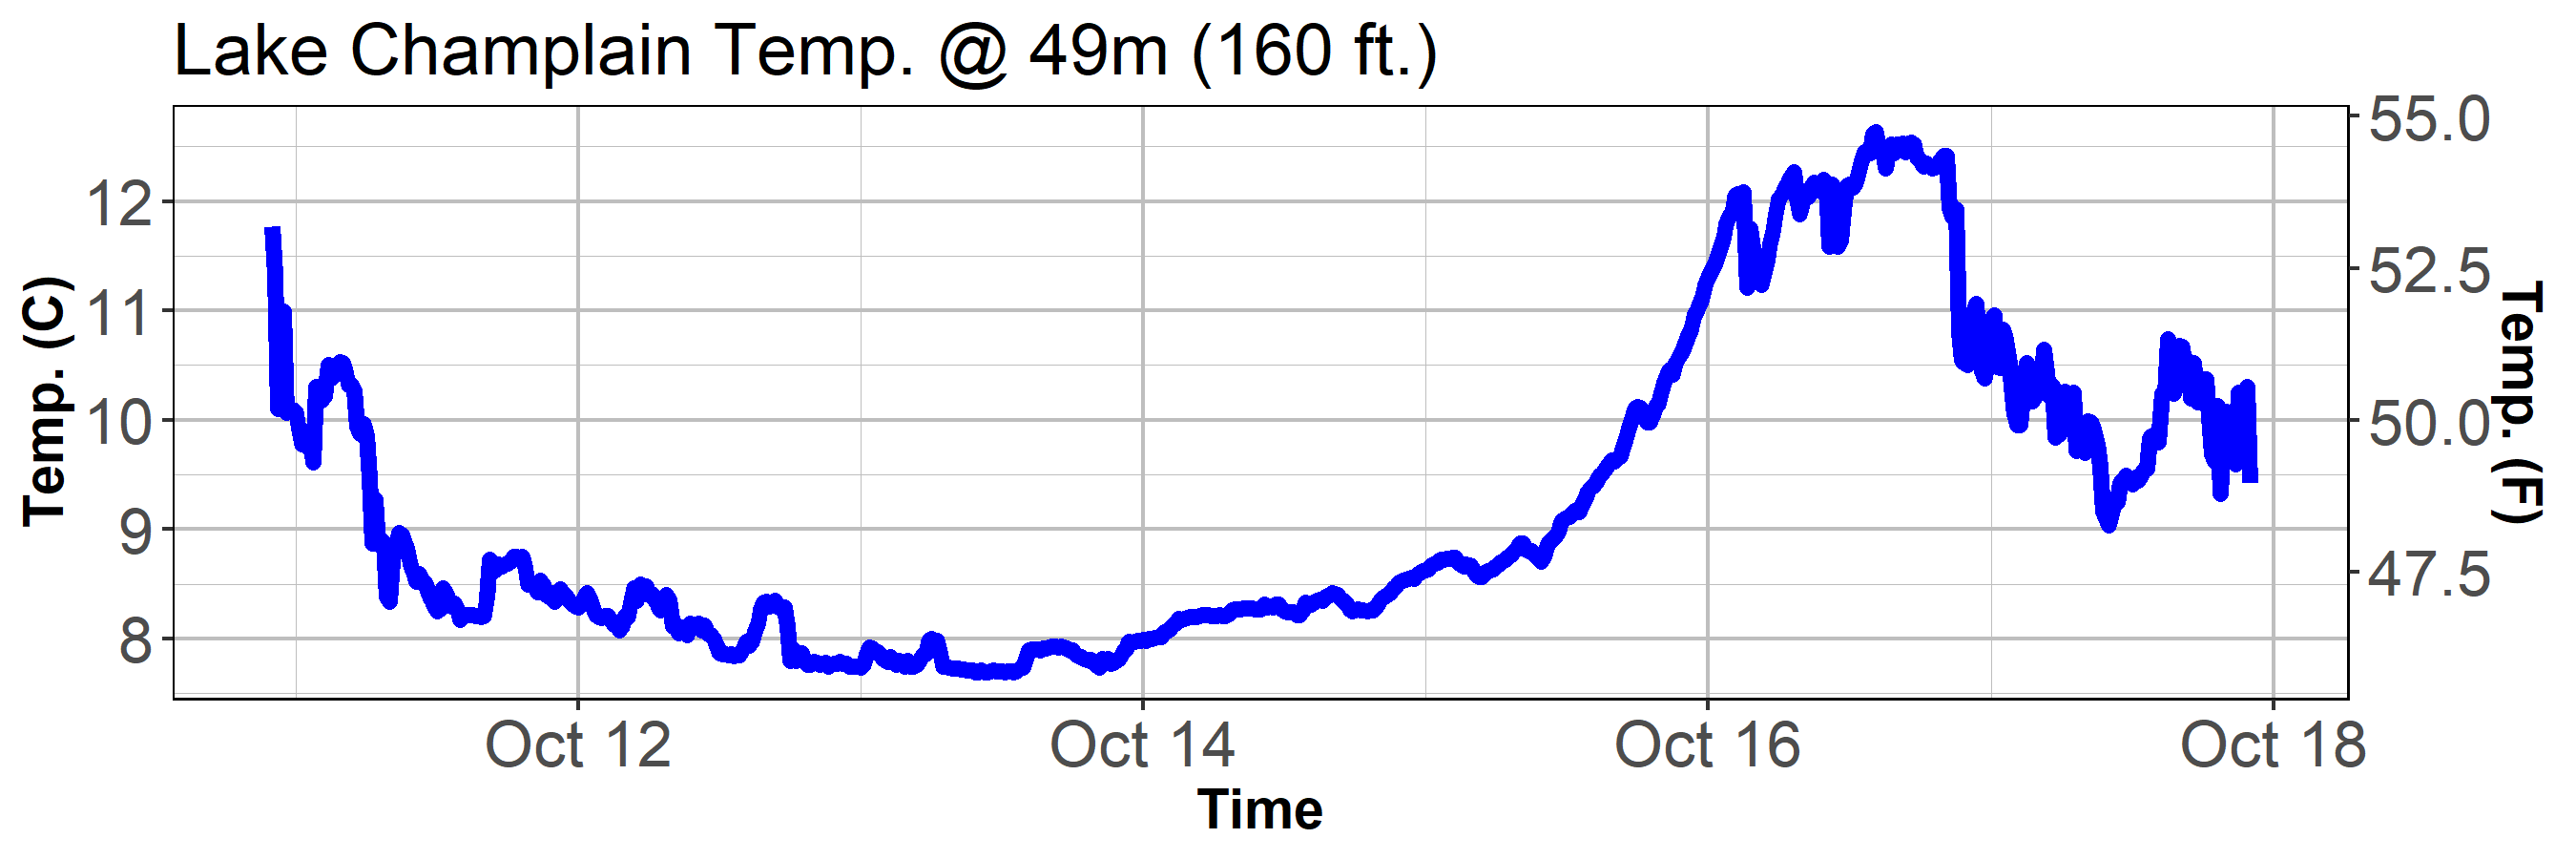 Lake Champlain Temp. @ 49m (160 ft.)
Temp. (C)
12
11
10
9
8
55.0
52.5
50.0
47.5
Temp. (F)
Oct 12 Oct 14 Oct 16 Oct 18
Time